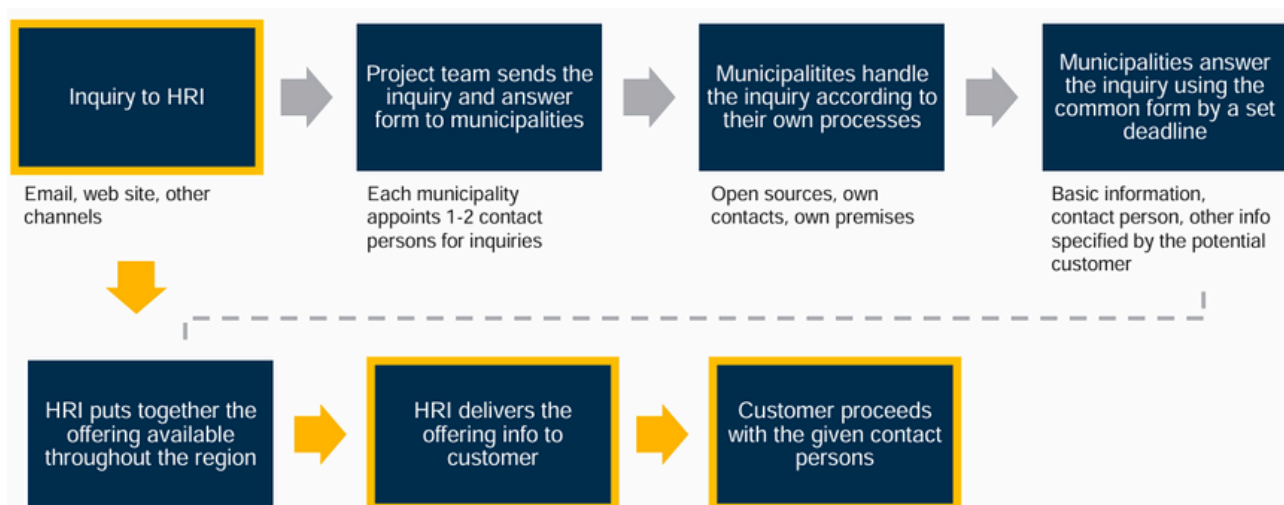 Inquiry to HRI
Email, web site, other
channels
Project team sends the
inquiry and answer
form to municipalities
Each municipality
appoints 1-2 contact
persons for inquiries
Municipalitites handle
the inquiry according to
their own processes
Open sources, own
contacts, own premises
Municipalities answer
the inquiry using the
common form by a set
deadline
Basic information,
contact person, other info
specified by the potential
customer
HRI puts together the
offering available
throughout the region
HRI delivers the
offering info to
customer
Customer proceeds
with the given contact
persons